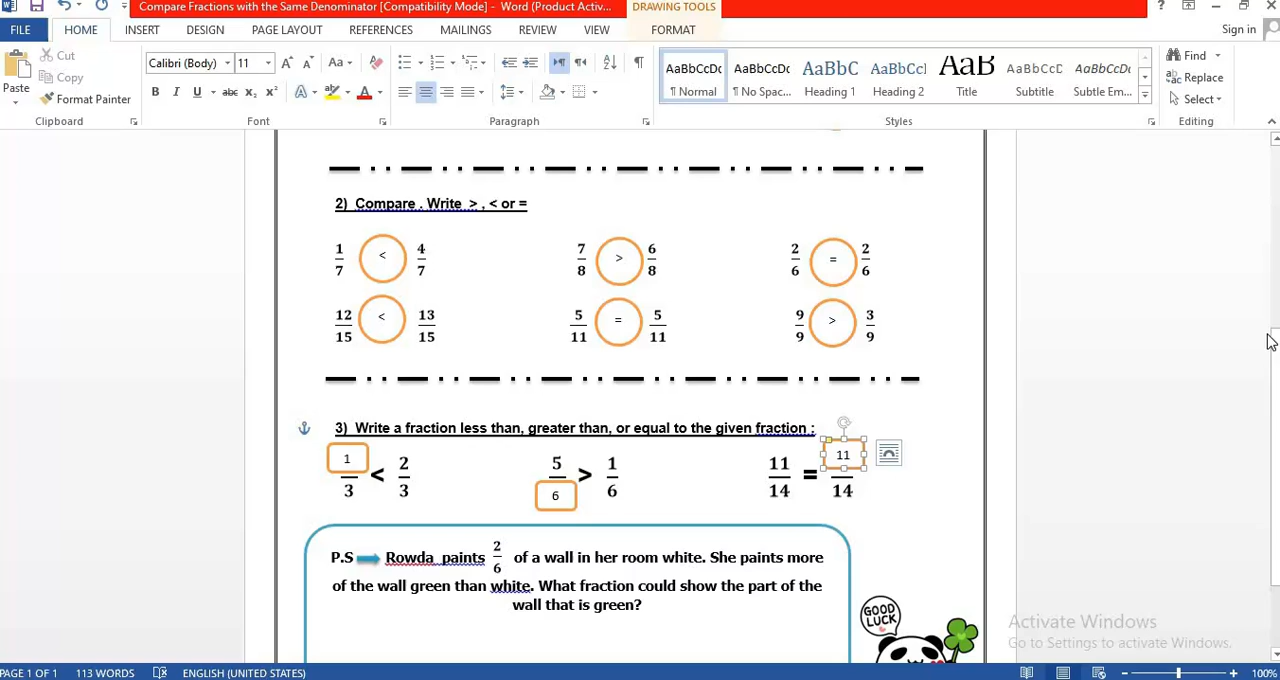 Compare Fractions with the Same Denominator [Compatibility Mode] - Word (Product Activ... DRAWING TOOLS
FILE HOME INSERT DESIGN PAGE LAYOUT REFERENCES MAILINGS REVIEW VIEW FORMAT Sign in
Paste Cut Copy Format Painter
Calibri (Body) 11 Aa
B I U abc x₂ x² A ab A
AaBbCcDc AaBbCcDc AaBbC AaBbCcI AaB AaBbCcD AaBbCcDc
¶ Normal ¶ No Spac... Heading 1 Heading 2 Title Subtitle Subtle Em...
Find Replace Select
Clipboard Font Paragraph Styles Editing
2) Compare . Write > , < or =
1/7 < 4/7 7/8 > 6/8 2/6 = 2/6
12/15 < 13/15 5/11 = 5/11 9/9 > 3/9
3) Write a fraction less than, greater than, or equal to the given fraction :
1/3 < 2/3 5/6 > 1/6 11/14 = 11/14
P.S Rowda paints 2/6 of a wall in her room white. She paints more
of the wall green than white. What fraction could show the part of the
wall that is green?
GOOD
LUCK
Activate Windows
Go to Settings to activate Windows.
PAGE 1 OF 1 113 WORDS ENGLISH (UNITED STATES) 100%